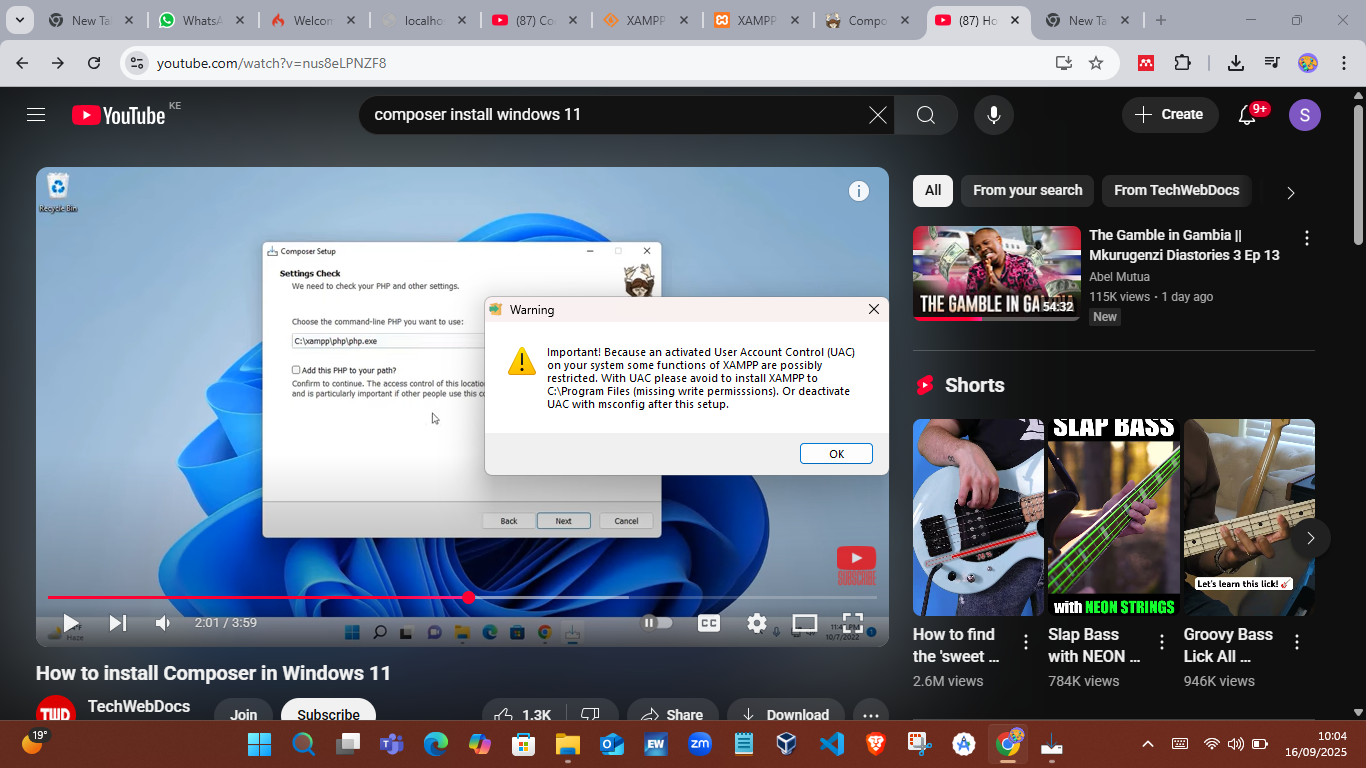 New Ta
WhatsA
Welcom
localhos
(87) Co
XAMPP
XAMPP
Compo
(87) Ho
New Ta
youtube.com/watch?v=nus8eLPNZF8
YouTube KE
composer install windows 11
Create
9+
S
Recycle Bin
Composer Setup
Settings Check
We need to check your PHP and other settings.
Choose the command-line PHP you want to use:
C:\xampp\php\php.exe
Add this PHP to your path?
Confirm to continue. The access control of this locatio
and is particularly important if other people use this co
Back
Next
Cancel
Warning
Important! Because an activated User Account Control (UAC)
on your system some functions of XAMPP are possibly
restricted. With UAC please avoid to install XAMPP to
C:\Program Files (missing write permisssions). Or deactivate
UAC with msconfig after this setup.
OK
SUBSCRIBE
2:01 / 3:59
CC
Haze
10/7/2022
How to install Composer in Windows 11
TWD
TechWebDocs
Join
Subscribe
1.3K
Share
Download
All
From your search
From TechWebDocs
THE GAMBLE IN GAMBIA
54:32
The Gamble in Gambia ||
Mkurugenzi Diastories 3 Ep 13
Abel Mutua
115K views • 1 day ago
New
Shorts
SLAP BASS
with NEON STRINGS
Let's learn this lick!
How to find
the 'sweet ...
2.6M views
Slap Bass
with NEON ...
784K views
Groovy Bass
Lick All ...
946K views
19°
EW
zm
10:04
16/09/2025